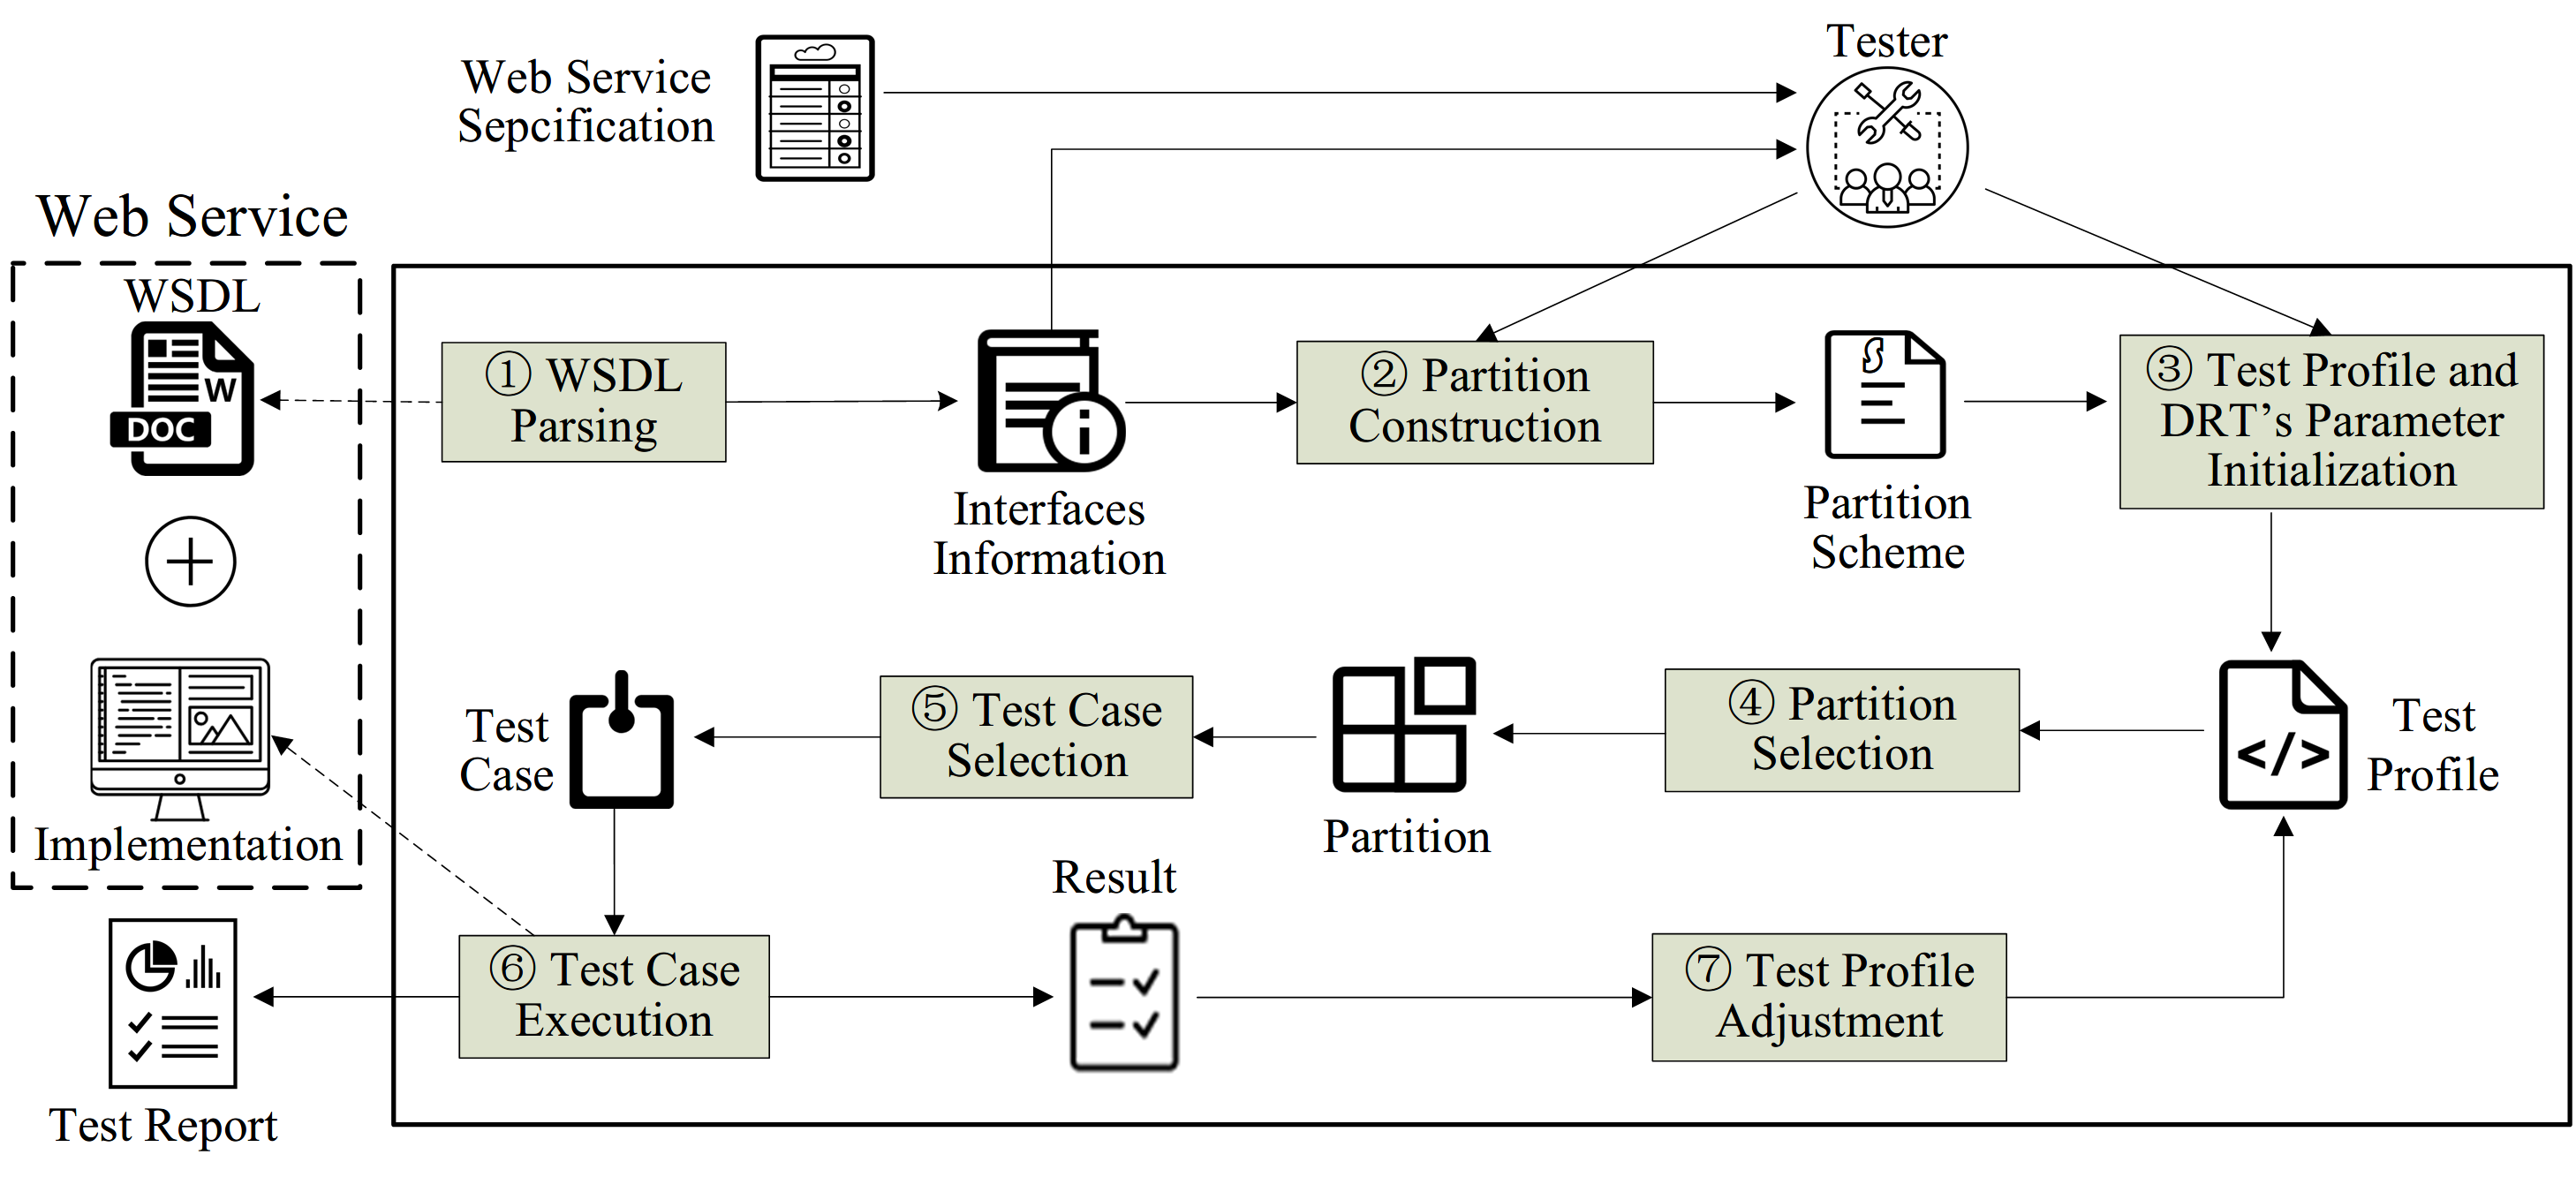 Tester
Web Service
Sepcification
Web Service
WSDL
W
DOC
① WSDL
Parsing
i
Interfaces
Information
② Partition
Construction
S
Partition
Scheme
③ Test Profile and
DRT's Parameter
Initialization
Implementation
Test
Case
⑤ Test Case
Selection
Partition
④ Partition
Selection
</>
Test
Profile
Result
⑥ Test Case
Execution
⑦ Test Profile
Adjustment
Test Report